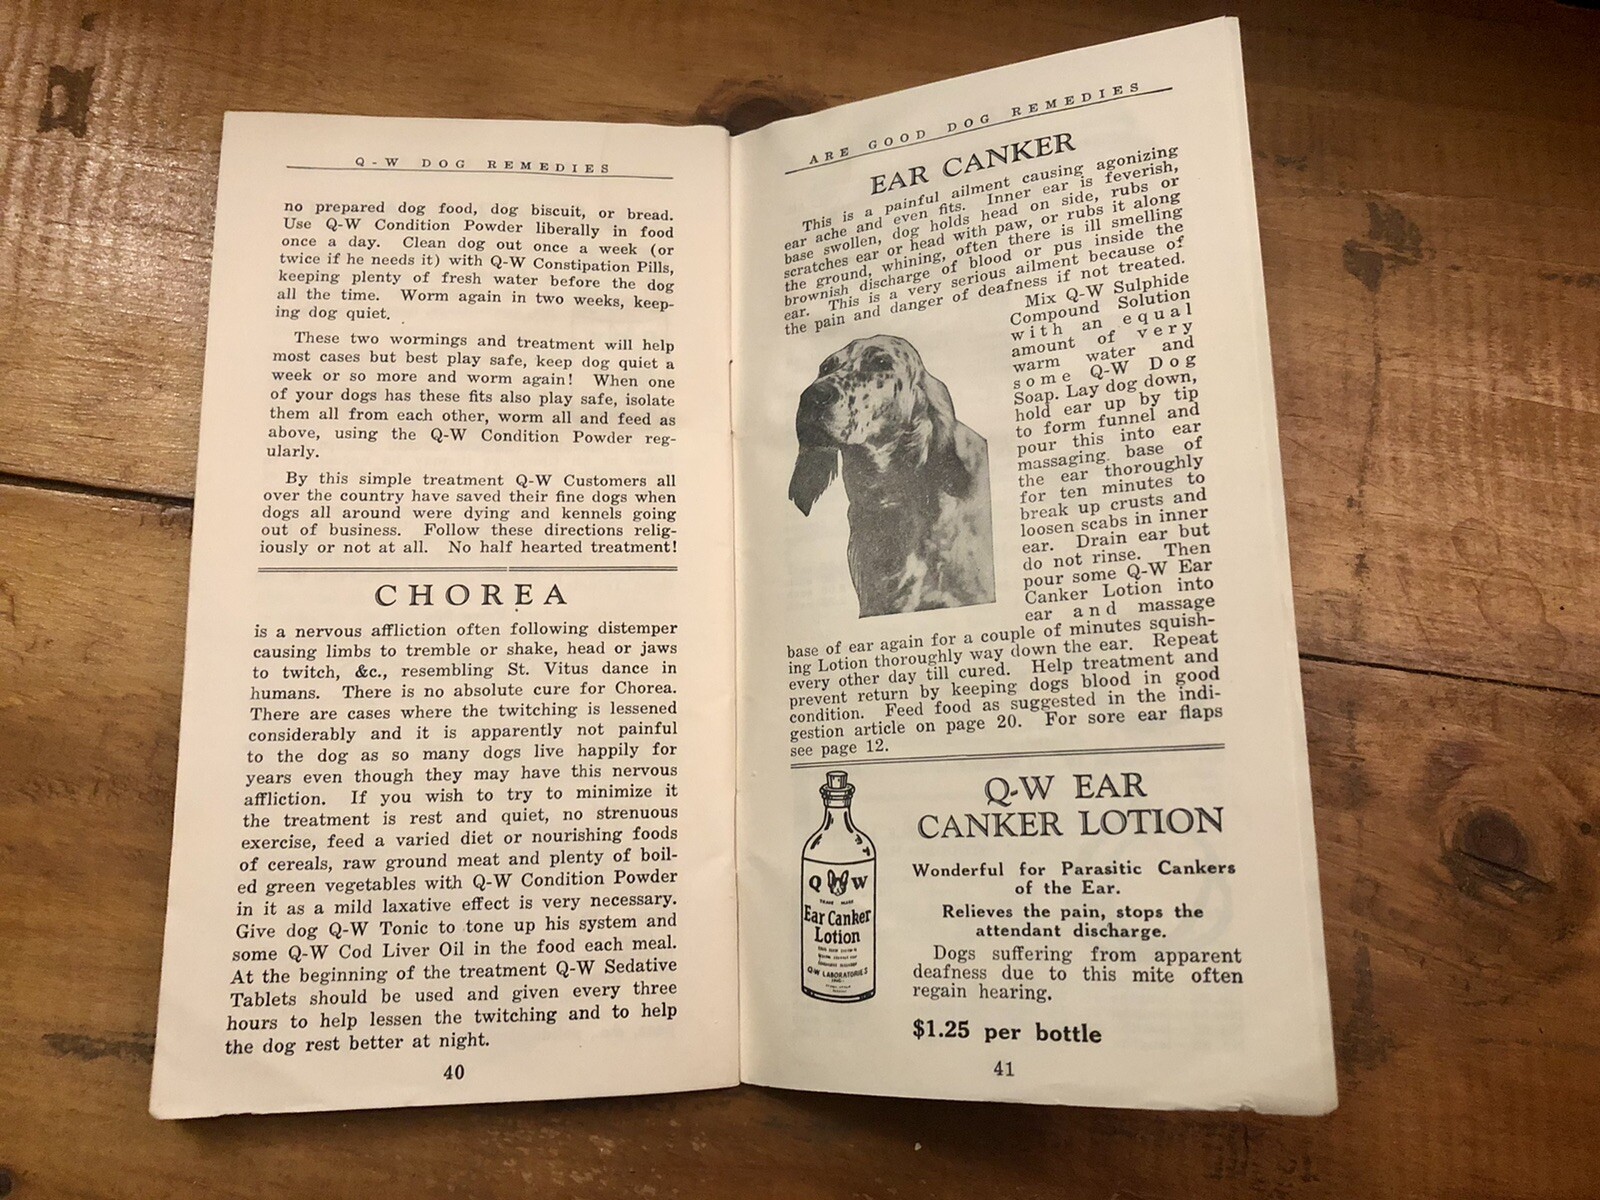 Q-W DOG REMEDIES
no prepared dog food, dog biscuit, or bread.
Use Q-W Condition Powder liberally in food
once a day. Clean dog out once a week (or
twice if he needs it) with Q-W Constipation Pills,
keeping plenty of fresh water before the dog
all the time. Worm again in two weeks, keep-
ing dog quiet.
These two wormings and treatment will help
most cases but best play safe, keep dog quiet a
week or so more and worm again! When one
of your dogs has these fits also play safe, isolate
them all from each other, worm all and feed as
above, using the Q-W Condition Powder reg-
ularly.
By this simple treatment Q-W Customers all
over the country have saved their fine dogs when
dogs all around were dying and kennels going
out of business. Follow these directions relig-
iously or not at all. No half hearted treatment!
CHOREA
is a nervous affliction often following distemper
causing limbs to tremble or shake, head or jaws
to twitch, &c., resembling St. Vitus dance in
humans. There is no absolute cure for Chorea.
There are cases where the twitching is lessened
considerably and it is apparently not painful
to the dog as so many dogs live happily for
years even though they may have this nervous
affliction. If you wish to try to minimize it
the treatment is rest and quiet, no strenuous
exercise, feed a varied diet or nourishing foods
of cereals, raw ground meat and plenty of boil-
ed green vegetables with Q-W Condition Powder
in it as a mild laxative effect is very necessary.
Give dog Q-W Tonic to tone up his system and
some Q-W Cod Liver Oil in the food each meal.
At the beginning of the treatment Q-W Sedative
Tablets should be used and given every three
hours to help lessen the twitching and to help
the dog rest better at night.
40
ARE GOOD DOG REMEDIES
EAR CANKER
This is a painful ailment causing agonizing
ear ache and even fits. Inner ear is feverish,
base swollen, dog holds head on side, rubs or
scratches ear or head with paw, or rubs it along
the ground, whining, often there is ill smelling
brownish discharge of blood or pus inside the
ear. This is a very serious ailment because of
the pain and danger of deafness if not treated.
Mix Q-W Sulphide
Compound Solution
with an equal
amount of very
warm water and
some Q-W Dog
Soap. Lay dog down,
hold ear up by tip
to form funnel and
pour this into ear
massaging base of
the ear thoroughly
for ten minutes to
break up crusts and
loosen scabs in inner
ear. Drain ear but
do not rinse. Then
pour some Q-W Ear
Canker Lotion into
ear and massage
base of ear again for a couple of minutes squish-
ing Lotion thoroughly way down the ear. Repeat
every other day till cured. Help treatment and
prevent return by keeping dogs blood in good
condition. Feed food as suggested in the indi-
gestion article on page 20. For sore ear flaps
see page 12.
Q W
TRADE MARK
Ear Canker
Lotion
Q-W LABORATORIES
Q-W EAR
CANKER LOTION
Wonderful for Parasitic Cankers
of the Ear.
Relieves the pain, stops the
attendant discharge.
Dogs suffering from apparent
deafness due to this mite often
regain hearing.
$1.25 per bottle
41